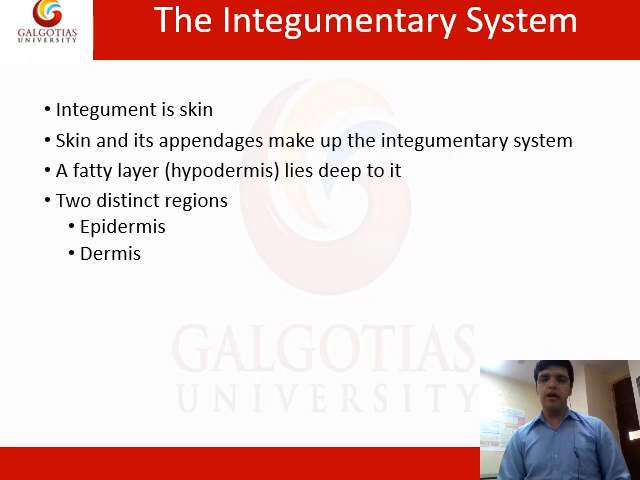 The Integumentary System
GALGOTIAS
UNIVERSITY
• Integument is skin
• Skin and its appendages make up the integumentary system
• A fatty layer (hypodermis) lies deep to it
• Two distinct regions
• Epidermis
• Dermis
GALGOTIAS
UNIVERSITY